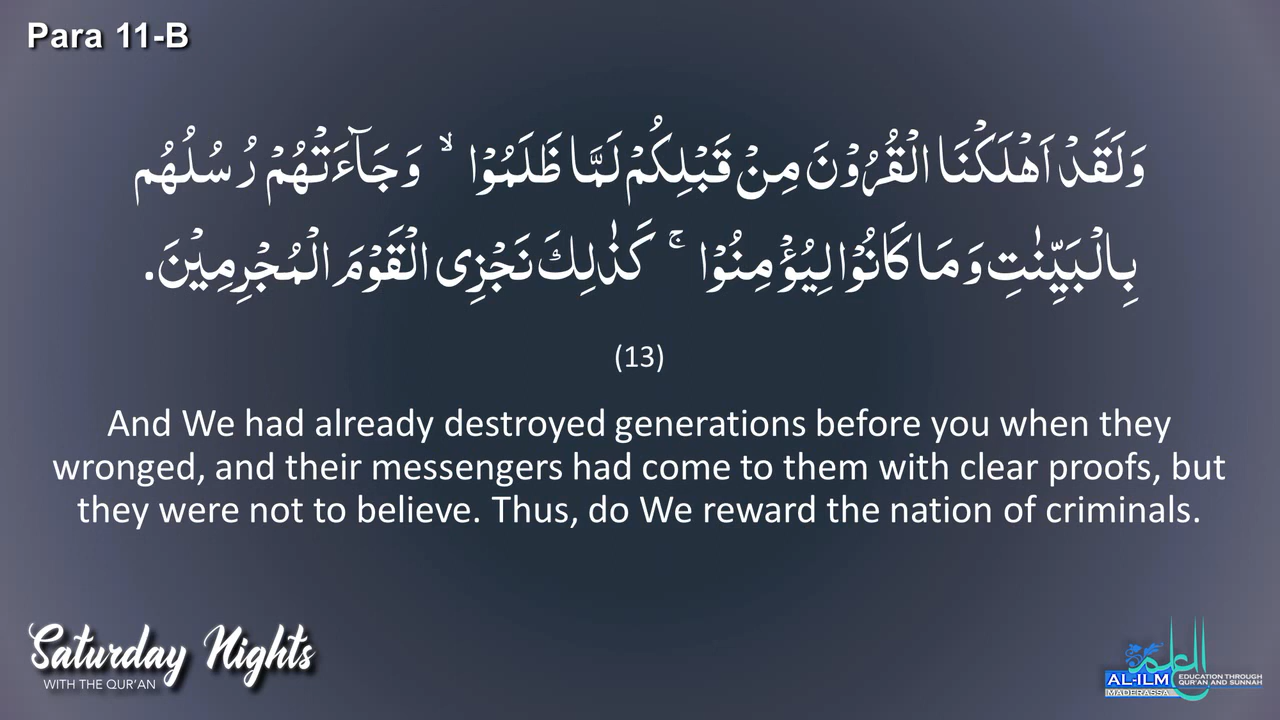 Para 11-B
وَلَقَدْ اَهْلَكْنَا الْقُرُوْنَ مِنْ قَبْلِكُمْ لَمَّا ظَلَمُوْا ۙ وَجَآءَتْهُمْ رُسُلُهُم
بِالْبَيِّنٰتِ وَمَا كَانُوْا لِيُؤْمِنُوْا ۚ كَذٰلِكَ نَجْزِى الْقَوْمَ الْمُجْرِمِيْنَ.
(13)
And We had already destroyed generations before you when they
wronged, and their messengers had come to them with clear proofs, but
they were not to believe. Thus, do We reward the nation of criminals.
Saturday Nights
WITH THE QUR'AN
العلم
AL-ILM
MADERASSA
EDUCATION THROUGH
QUR'AN AND SUNNAH